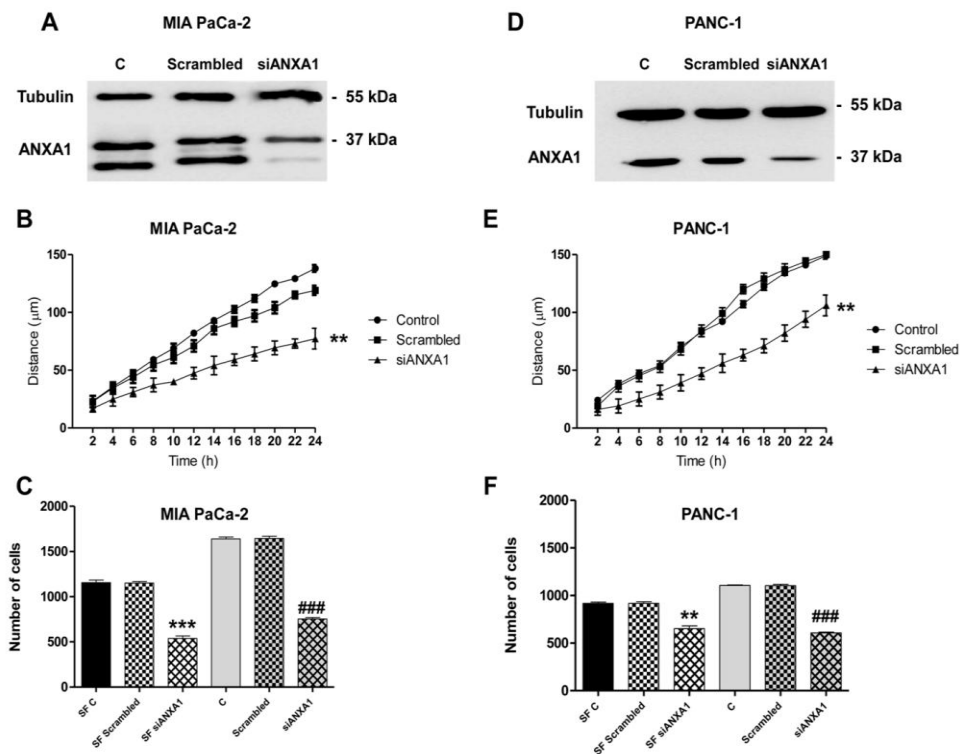 A
MIA PaCa-2
C Scrambled siANXA1
Tubulin - 55 kDa
ANXA1 - 37 kDa
D
PANC-1
C Scrambled siANXA1
Tubulin - 55 kDa
ANXA1 - 37 kDa
B
MIA PaCa-2
150
100
50
0
Distance (μm)
2 4 6 8 10 12 14 16 18 20 22 24
Time (h)
Control
Scrambled
siANXA1
**
E
PANC-1
150
100
50
0
Distance (μm)
2 4 6 8 10 12 14 16 18 20 22 24
Time (h)
Control
Scrambled
siANXA1
**
C
MIA PaCa-2
2000
1500
1000
500
0
Number of cells
***
###
SF C
SF Scrambled
SF siANXA1
C
Scrambled
siANXA1
F
PANC-1
2000
1500
1000
500
0
Number of cells
**
###
SF C
SF Scrambled
SF siANXA1
C
Scrambled
siANXA1